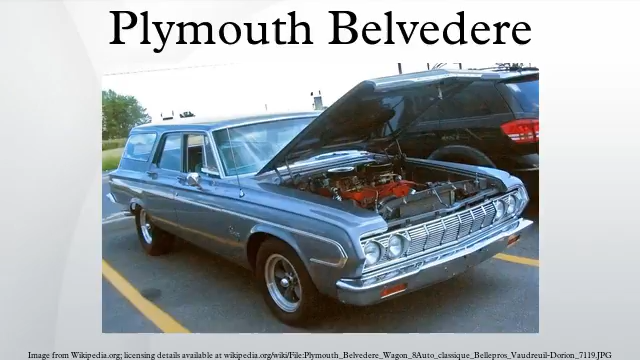 Plymouth Belvedere
Image from Wikipedia.org; licensing details available at wikipedia.org/wiki/File:Plymouth_Belvedere_Wagon_8Auto_classique_Bellepros_Vaudreuil-Dorion_7119.JPG